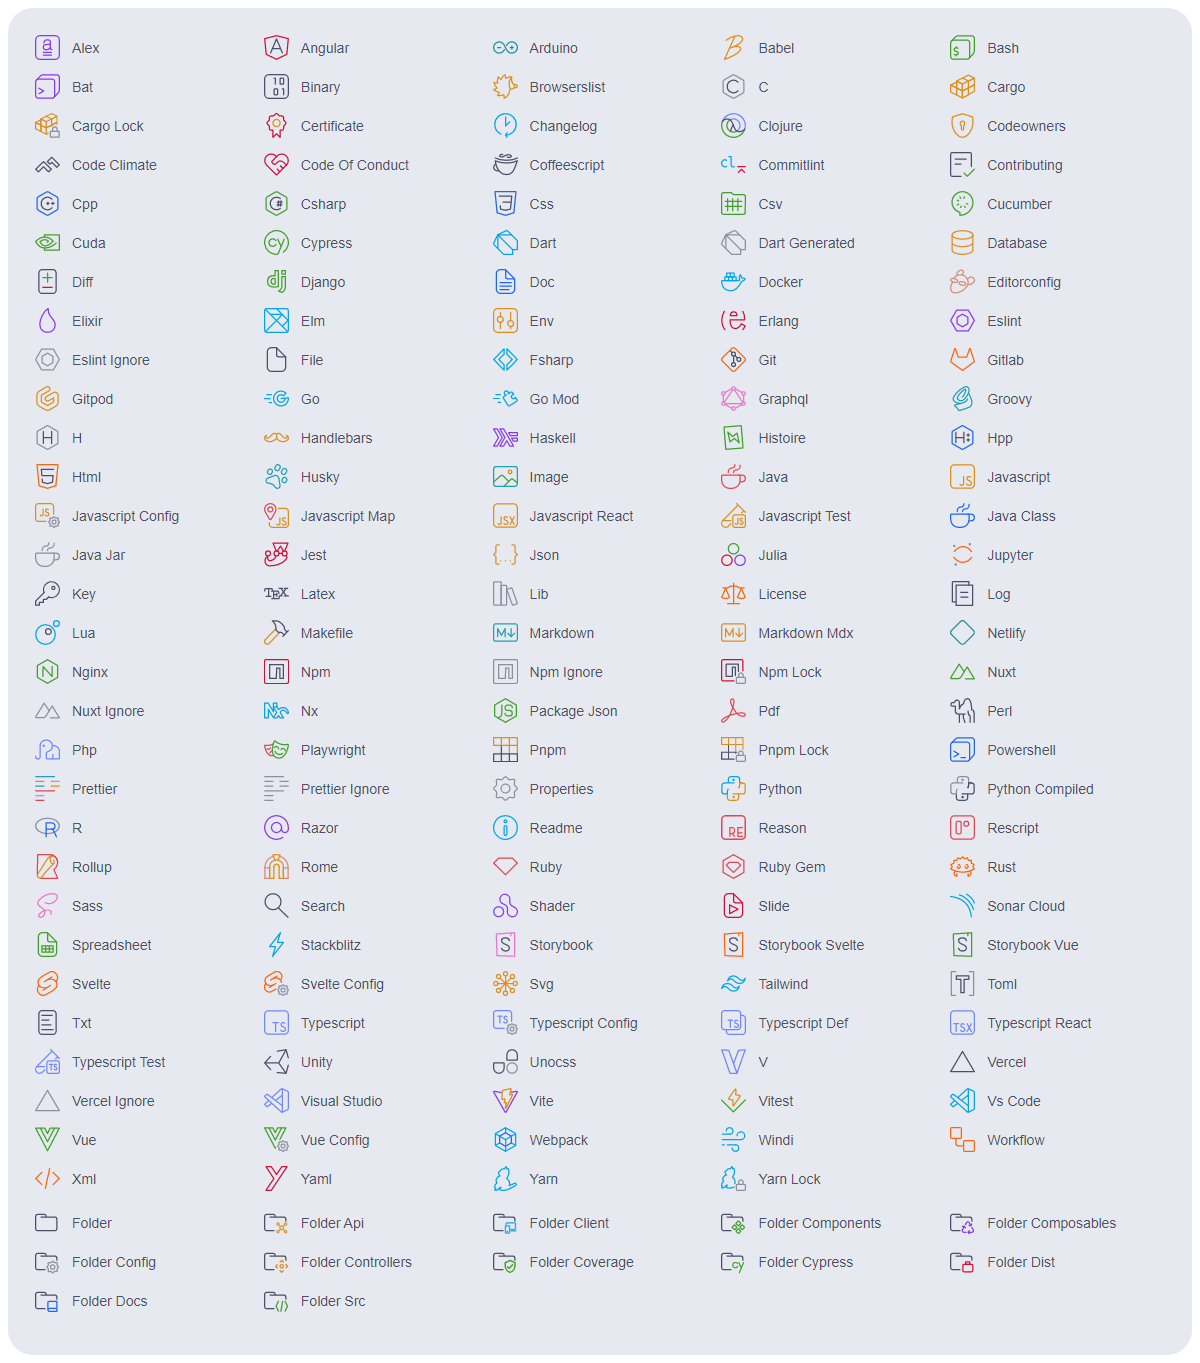 Alex Angular Arduino Babel Bash
Bat Binary Browserslist C Cargo
Cargo Lock Certificate Changelog Clojure Codeowners
Code Climate Code Of Conduct Coffeescript Commitlint Contributing
Cpp Csharp Css Csv Cucumber
Cuda Cypress Dart Dart Generated Database
Diff Django Doc Docker Editorconfig
Elixir Elm Env Erlang Eslint
Eslint Ignore File Fsharp Git Gitlab
Gitpod Go Go Mod Graphql Groovy
H Handlebars Haskell Histoire Hpp
Html Husky Image Java Javascript
Javascript Config Javascript Map Javascript React Javascript Test Java Class
Java Jar Jest Json Julia Jupyter
Key Latex Lib License Log
Lua Makefile Markdown Markdown Mdx Netlify
Nginx Npm Npm Ignore Npm Lock Nuxt
Nuxt Ignore Nx Package Json Pdf Perl
Php Playwright Pnpm Pnpm Lock Powershell
Prettier Prettier Ignore Properties Python Python Compiled
R Razor Readme Reason Rescript
Rollup Rome Ruby Ruby Gem Rust
Sass Search Shader Slide Sonar Cloud
Spreadsheet Stackblitz Storybook Storybook Svelte Storybook Vue
Svelte Svelte Config Svg Tailwind Toml
Txt Typescript Typescript Config Typescript Def Typescript React
Typescript Test Unity Unocss V Vercel
Vercel Ignore Visual Studio Vite Vitest Vs Code
Vue Vue Config Webpack Windi Workflow
Xml Yaml Yarn Yarn Lock
Folder Folder Api Folder Client Folder Components Folder Composables
Folder Config Folder Controllers Folder Coverage Folder Cypress Folder Dist
Folder Docs Folder Src